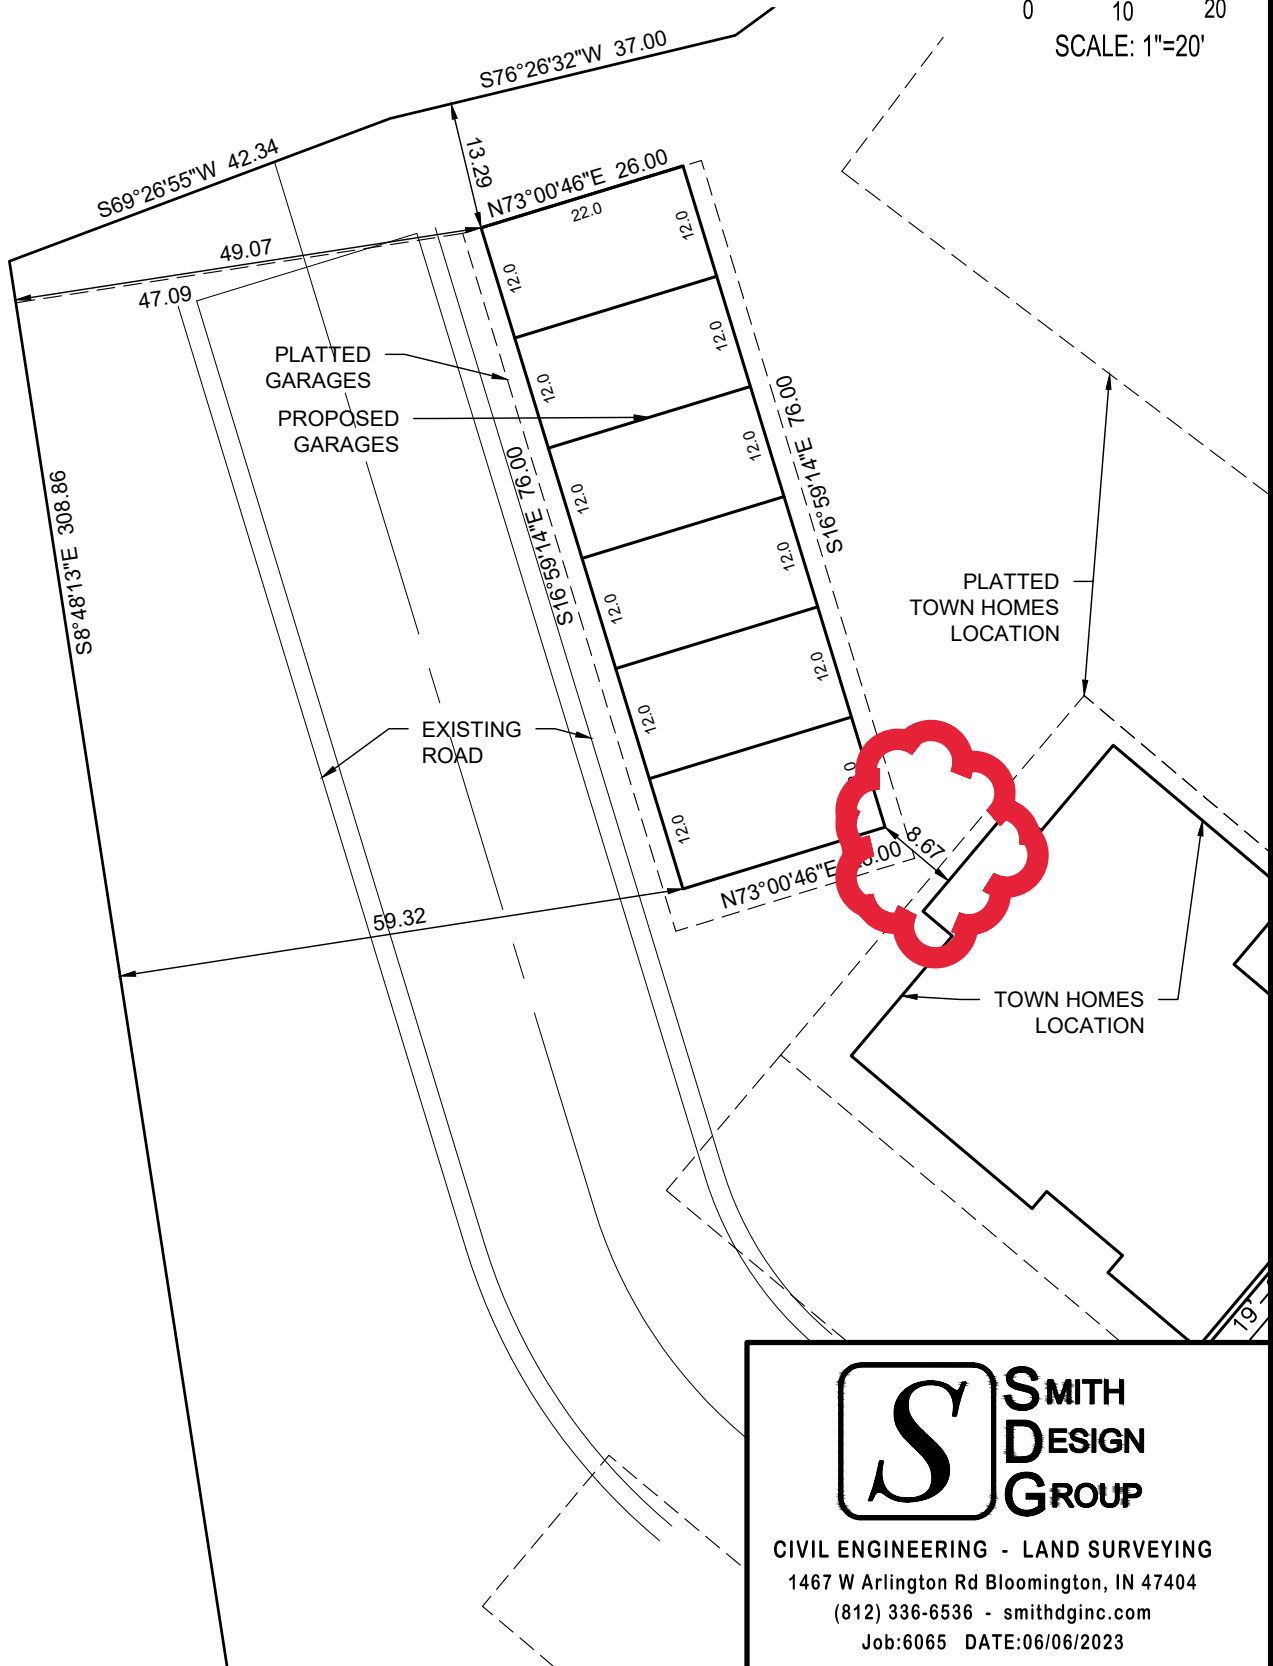 0 10 20
SCALE: 1"=20'
S76°26'32"W 37.00
S69°26'55"W 42.34
13.29
N73°00'46"E 26.00
22.0
12.0
49.07
12.0
47.09
12.0
PLATTED
GARAGES
12.0
PROPOSED
GARAGES
S16°59'14"E 76.00
12.0
S16°59'14"E 76.00
12.0
S8°48'13"E 308.86
12.0
PLATTED
TOWN HOMES
LOCATION
12.0
12.0
12.0
EXISTING
ROAD
12.0
8.67
N73°00'46"E
59.32
TOWN HOMES
LOCATION
19'
S
SMITH
DESIGN
GROUP
CIVIL ENGINEERING - LAND SURVEYING
1467 W Arlington Rd Bloomington, IN 47404
(812) 336-6536 - smithdginc.com
Job:6065 DATE:06/06/2023